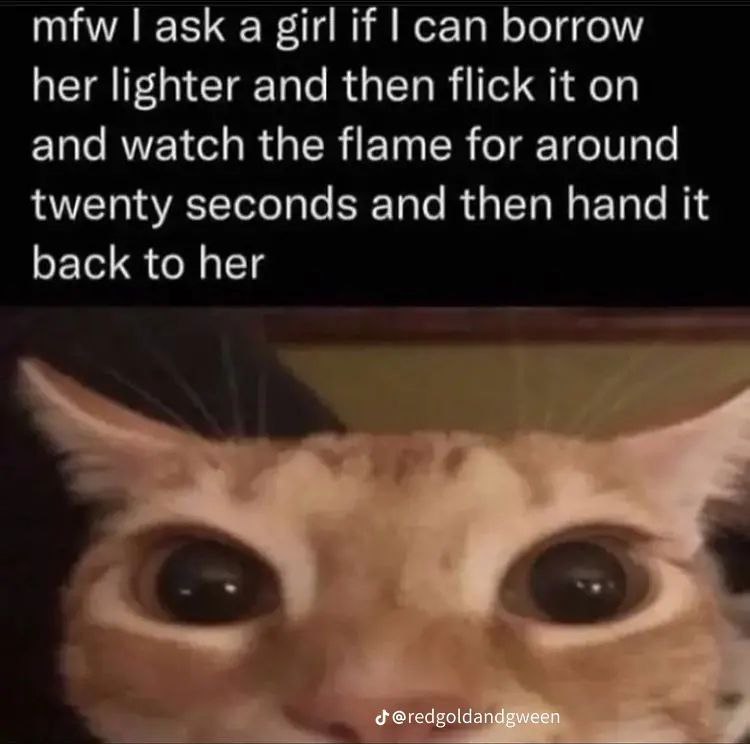 mfw I ask a girl if I can borrow
her lighter and then flick it on
and watch the flame for around
twenty seconds and then hand it
back to her
@redgoldandgween